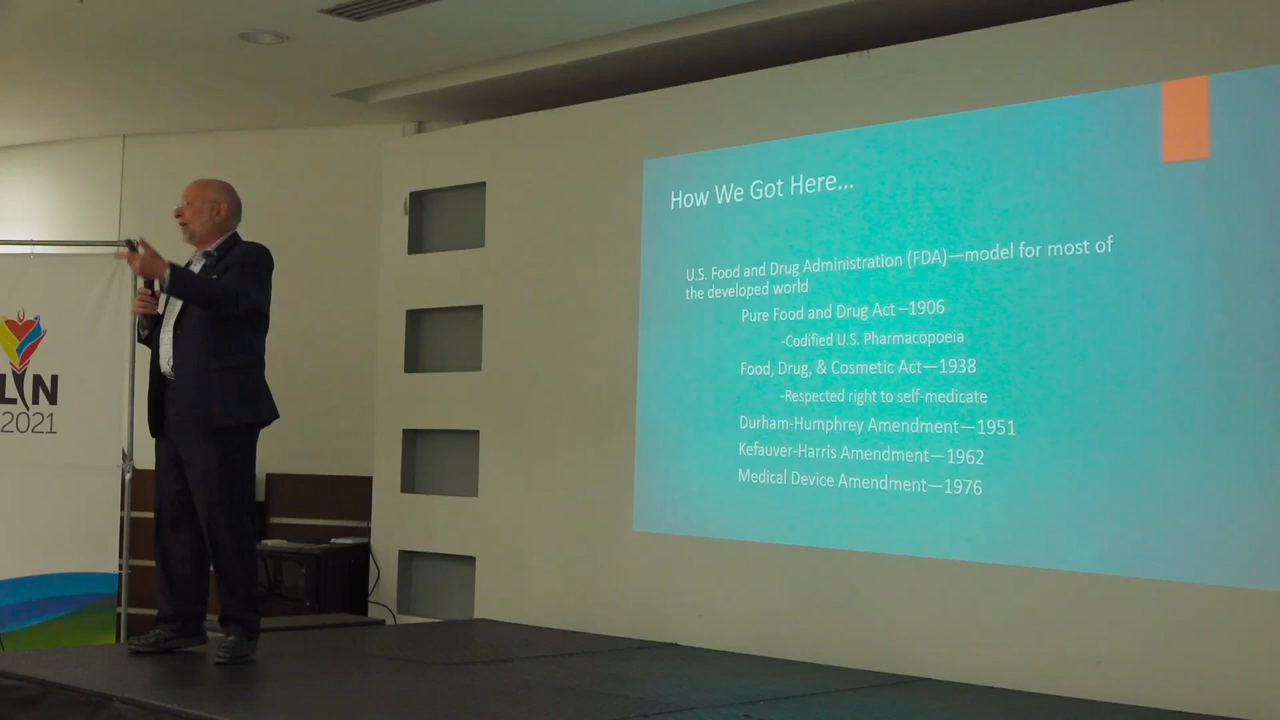 How We Got Here...
U.S. Food and Drug Administration (FDA)—model for most of
the developed world
Pure Food and Drug Act –1906
-Codified U.S. Pharmacopoeia
Food, Drug, & Cosmetic Act—1938
-Respected right to self-medicate
Durham-Humphrey Amendment—1951
Kefauver-Harris Amendment—1962
Medical Device Amendment—1976
LIN
2021